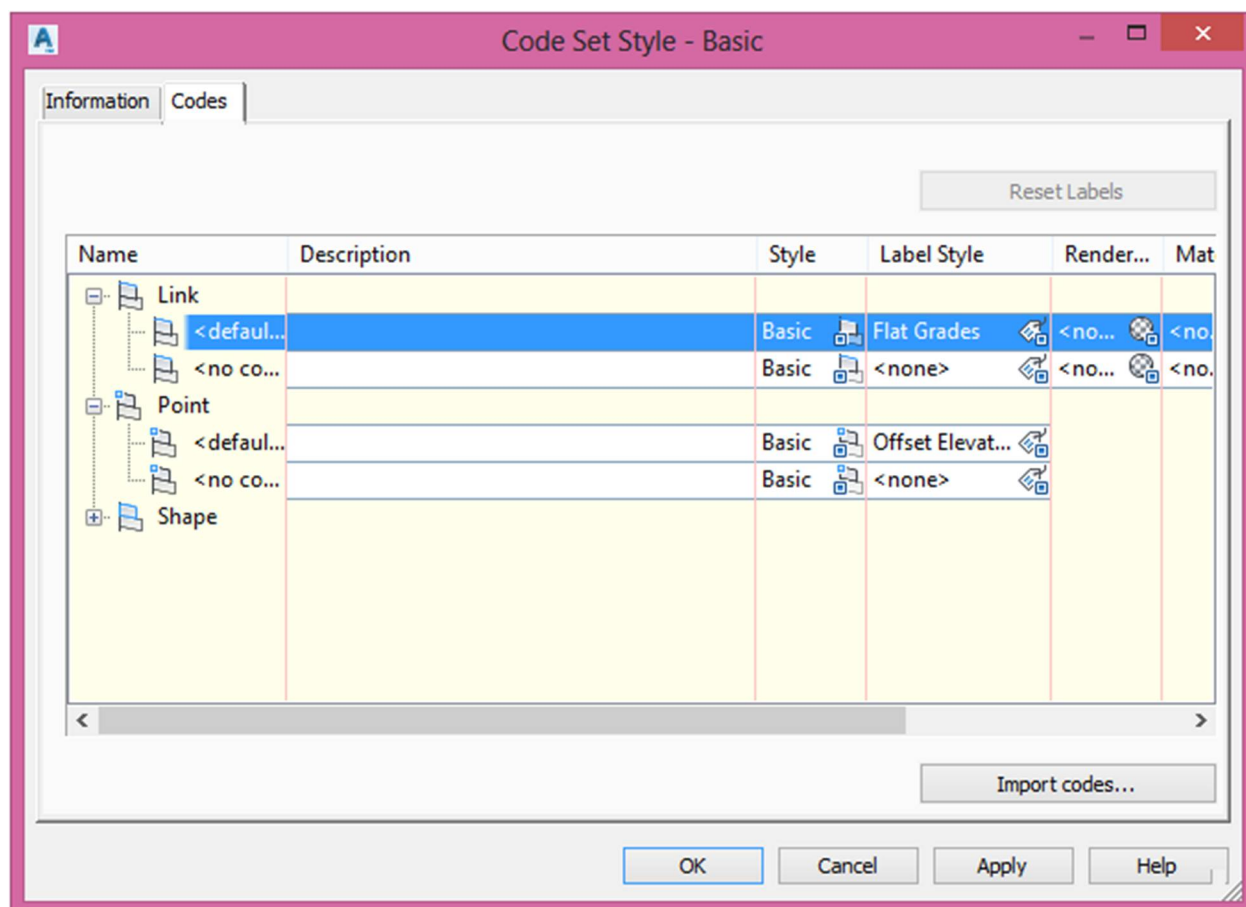 Code Set Style - Basic
Information Codes
Reset Labels
Name Description Style Label Style Render... Mat
Link
<defaul... Basic Flat Grades <no... <no.
<no co... Basic <none> <no... <no.
Point
<defaul... Basic Offset Elevat...
<no co... Basic <none>
Shape
Import codes...
OK Cancel Apply Help